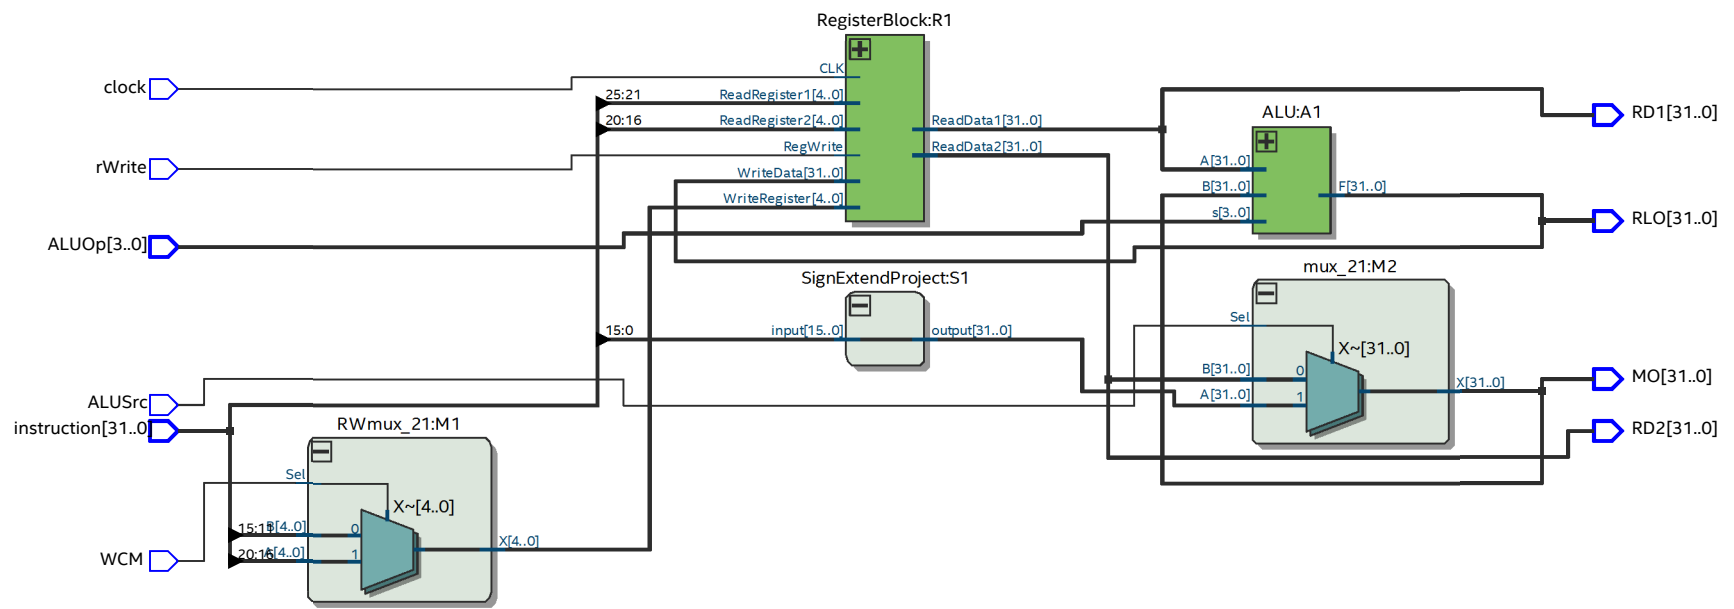 RegisterBlock:R1
clock
CLK
25:21
ReadRegister1[4..0]
20:16
ReadRegister2[4..0]
rWrite
RegWrite
WriteData[31..0]
WriteRegister[4..0]
ReadData1[31..0]
ReadData2[31..0]
ALU:A1
A[31..0]
B[31..0]
s[3..0]
F[31..0]
RD1[31..0]
RLO[31..0]
ALUOp[3..0]
SignExtendProject:S1
15:0
input[15..0]
output[31..0]
mux_21:M2
Sel
X~[31..0]
B[31..0]
0
A[31..0]
1
X[31..0]
MO[31..0]
RD2[31..0]
ALUSrc
instruction[31..0]
RWmux_21:M1
Sel
X~[4..0]
15:11
B[4..0]
0
20:16
A[4..0]
1
X[4..0]
WCM